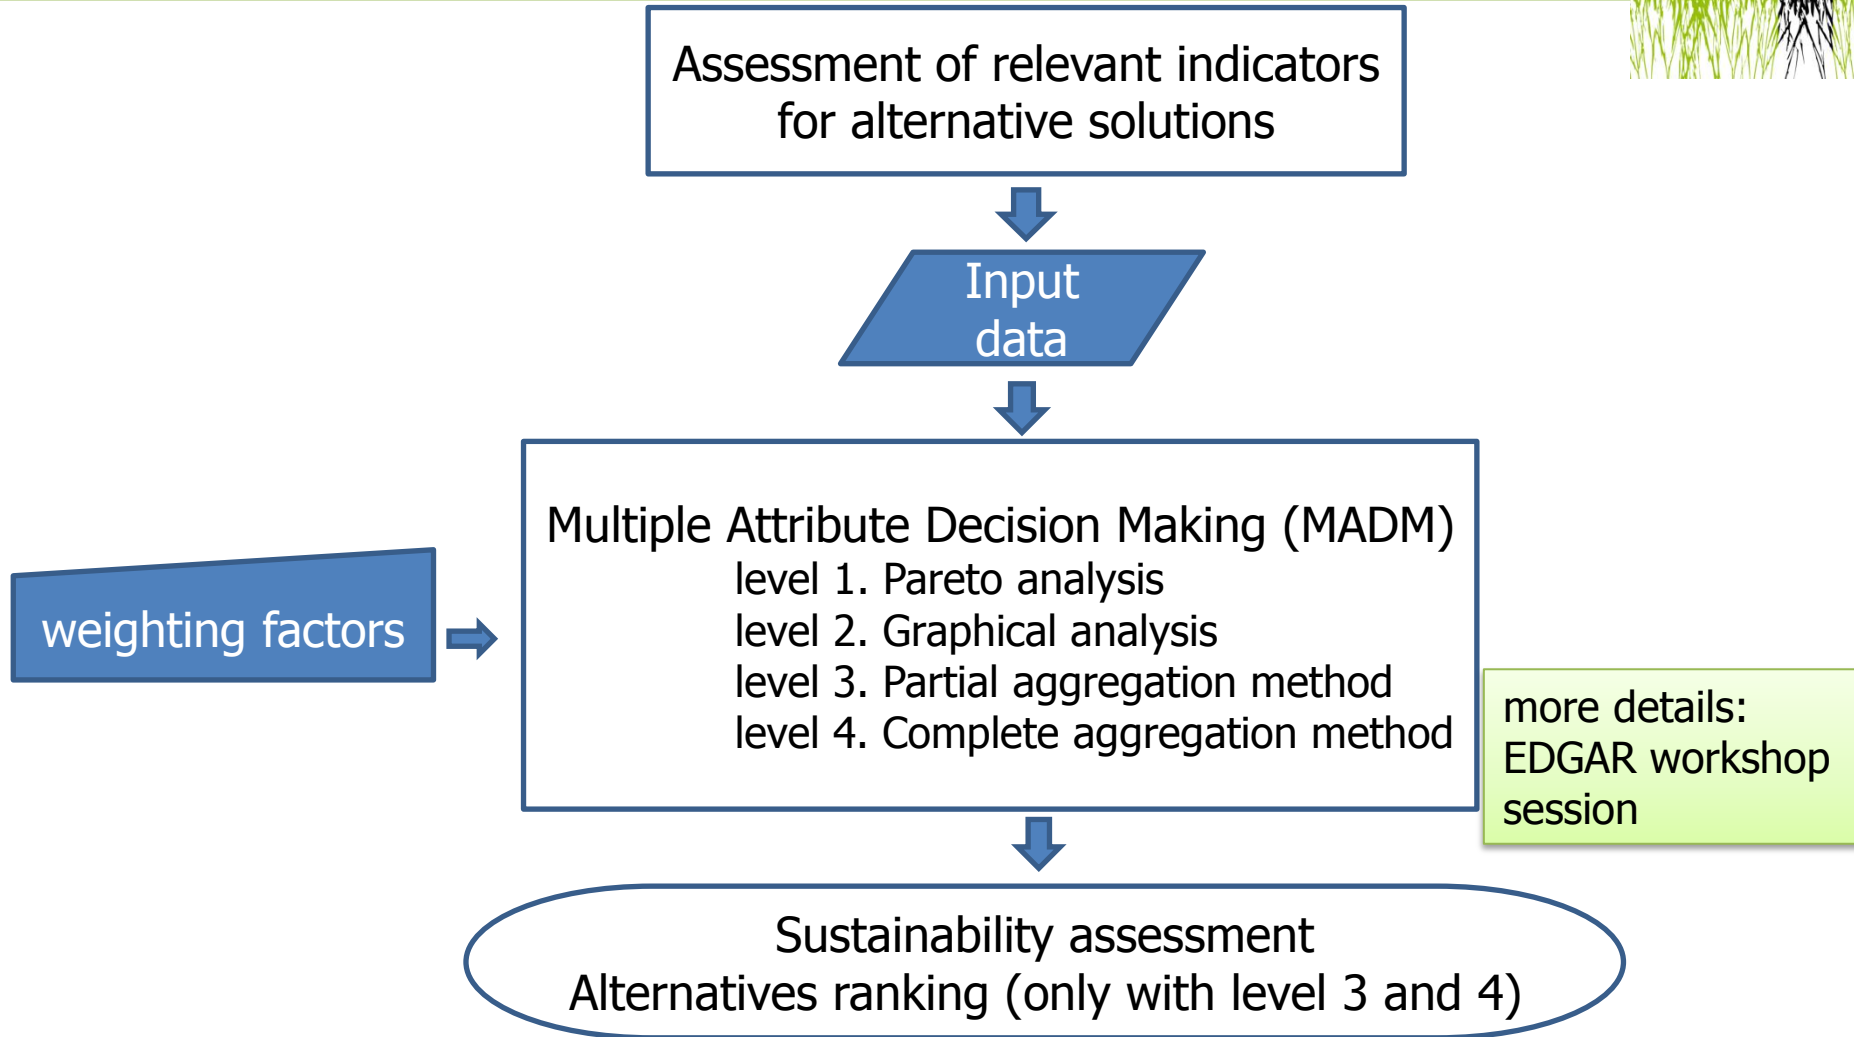 Assessment of relevant indicators
for alternative solutions
Input
data
Multiple Attribute Decision Making (MADM)
level 1. Pareto analysis
level 2. Graphical analysis
level 3. Partial aggregation method
level 4. Complete aggregation method
weighting factors
more details:
EDGAR workshop
session
Sustainability assessment
Alternatives ranking (only with level 3 and 4)